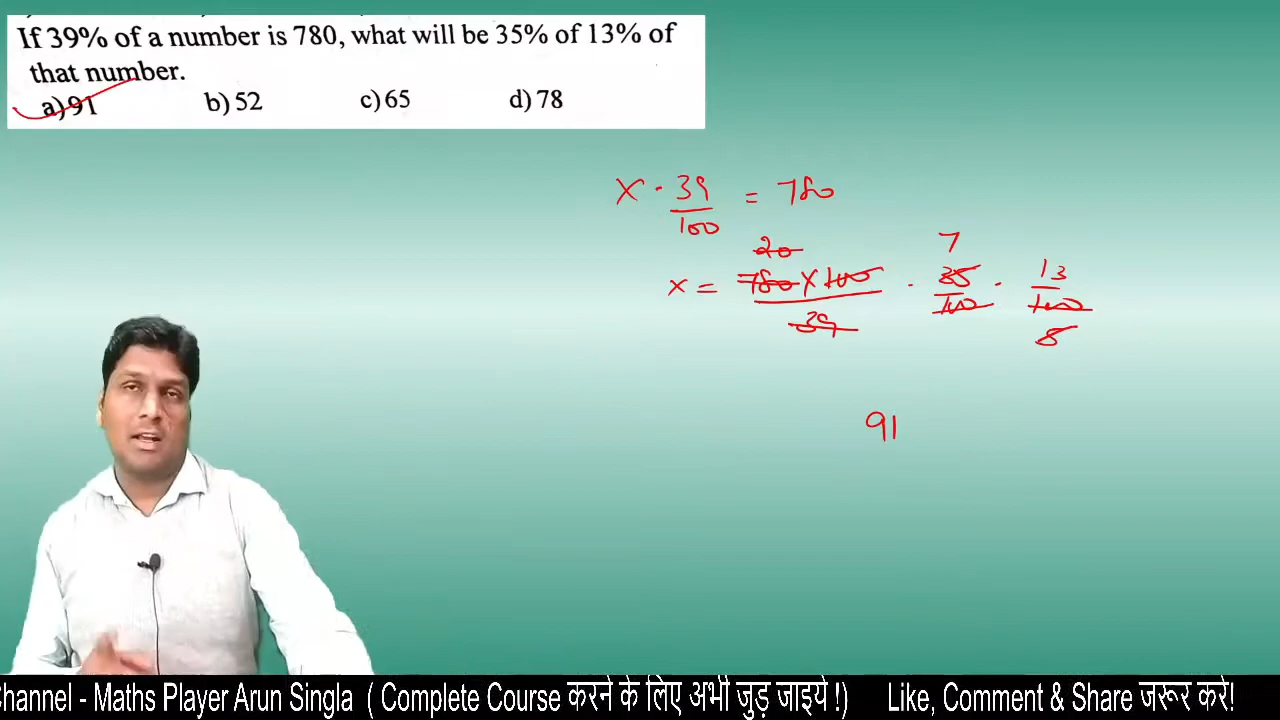 If 39% of a number is 780, what will be 35% of 13% of
that number.
a) 91 b) 52 c) 65 d) 78
x · 39/100 = 780
20 7
x = 780 x 100 / 39 · 35/100 · 13/100
5
91
Channel - Maths Player Arun Singla ( Complete Course करने के लिए अभी जुड़ जाइये !) Like, Comment & Share जरूर करे!